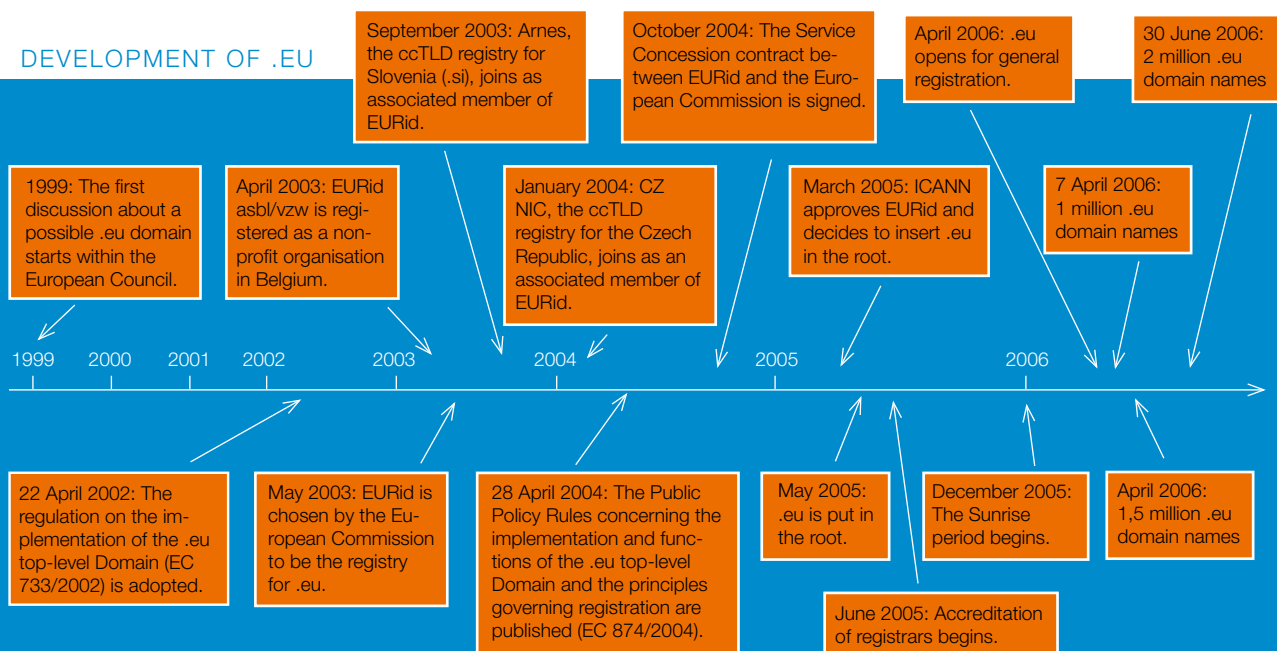 DEVELOPMENT OF .EU
September 2003: Arnes,
the ccTLD registry for
Slovenia (.si), joins as
associated member of
EURid.
October 2004: The Service
Concession contract be-
tween EURid and the Euro-
pean Commission is signed.
April 2006: .eu
opens for general
registration.
30 June 2006:
2 million .eu
domain names
1999: The first
discussion about a
possible .eu domain
starts within the
European Council.
April 2003: EURid
asbl/vzw is regi-
stered as a non-
profit organisation
in Belgium.
January 2004: CZ
NIC, the ccTLD
registry for the Czech
Republic, joins as an
associated member of
EURid.
March 2005: ICANN
approves EURid and
decides to insert .eu
in the root.
7 April 2006:
1 million .eu
domain names
1999 2000 2001 2002 2003 2004 2005 2006
22 April 2002: The
regulation on the im-
plementation of the .eu
top-level Domain (EC
733/2002) is adopted.
May 2003: EURid is
chosen by the Eu-
ropean Commission
to be the registry
for .eu.
28 April 2004: The Public
Policy Rules concerning the
implementation and func-
tions of the .eu top-level
Domain and the principles
governing registration are
published (EC 874/2004).
May 2005:
.eu is put in
the root.
June 2005: Accreditation
of registrars begins.
December 2005:
The Sunrise
period begins.
April 2006:
1,5 million .eu
domain names